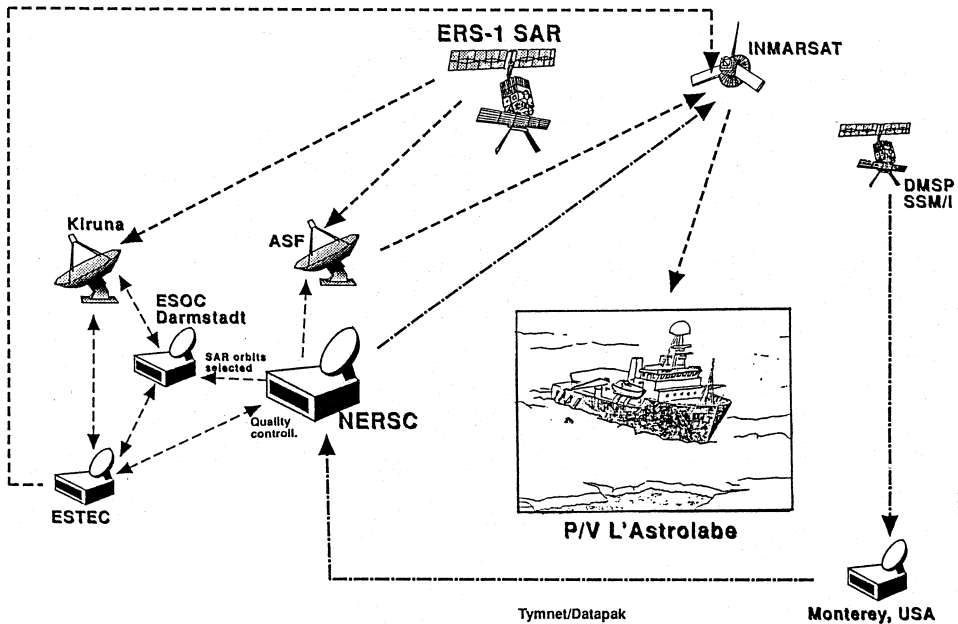 ERS-1 SAR
INMARSAT
DMSP
SSM/I
Kiruna
ASF
ESOC
Darmstadt
SAR orbits
selected
NERSC
Quality
controll.
ESTEC
P/V L'Astrolabe
Tymnet/Datapak
Monterey, USA